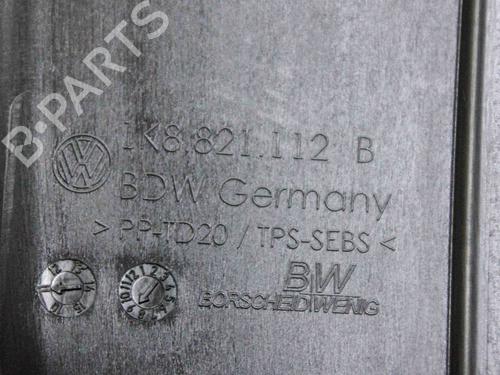 B-PARTS
1K8.821.112 B
BDW Germany
> PP-TD20 / TPS-SEBS <
BW
BORSCHEIDWENIG